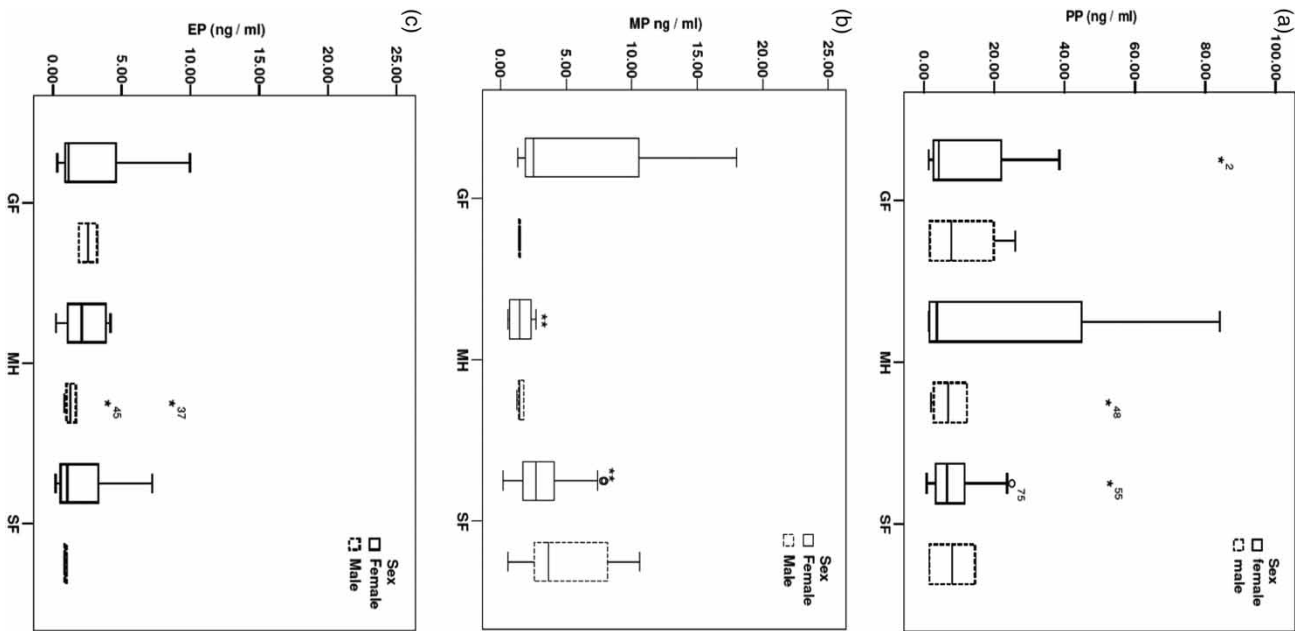 (a)
PP (ng / ml)
100.00
80.00
60.00
40.00
20.00
0.00
* 2
* 48
* 55
75
GF
MH
SF
Sex
female
male
(b)
MP ng / ml)
25.00
20.00
15.00
10.00
5.00
0.00
**
**
GF
MH
SF
Sex
Female
Male
(c)
EP (ng / ml)
25.00
20.00
15.00
10.00
5.00
0.00
* 37
* 45
GF
MH
SF
Sex
Female
Male